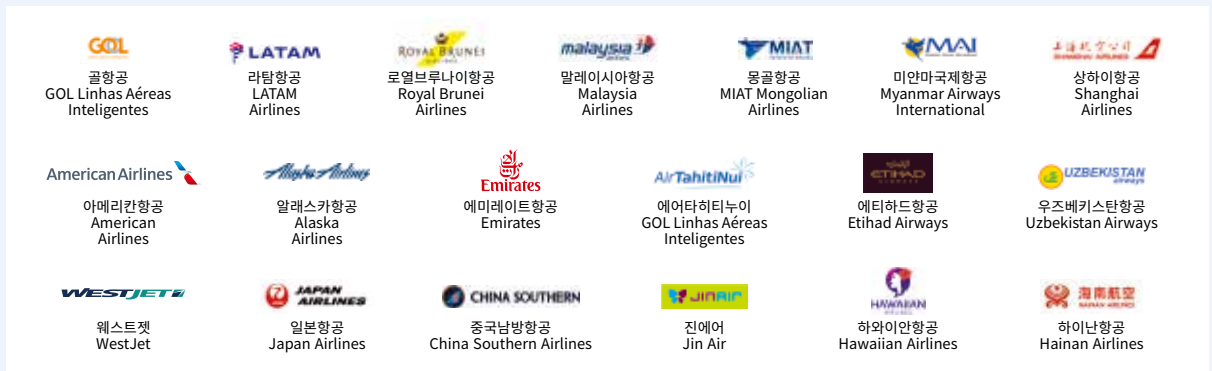 GOL
LATAM
ROYAL BRUNEI
malaysia
airlines
MIAT
MAI
上海航空公司
SHANGHAI AIRLINES
골항공
라탐항공
로열브루나이항공
말레이시아항공
몽골항공
미얀마국제항공
상하이항공
GOL Linhas Aéreas
LATAM
Royal Brunei
Malaysia
MIAT Mongolian
Myanmar Airways
Shanghai
Inteligentes
Airlines
Airlines
Airlines
Airlines
International
Airlines
American Airlines
Alaska Airlines
Emirates
AirTahitiNui
ETIHAD
AIRWAYS
UZBEKISTAN
airways
아메리칸항공
알래스카항공
에미레이트항공
에어타히티누이
에티하드항공
우즈베키스탄항공
American
Alaska
Emirates
GOL Linhas Aéreas
Etihad Airways
Uzbekistan Airways
Airlines
Airlines
Inteligentes
WESTJET
JAPAN
AIRLINES
CHINA SOUTHERN
JINAIR
HAWAIIAN
海南航空
HAINAN AIRLINES
웨스트젯
일본항공
중국남방항공
진에어
하와이안항공
하이난항공
WestJet
Japan Airlines
China Southern Airlines
Jin Air
Hawaiian Airlines
Hainan Airlines